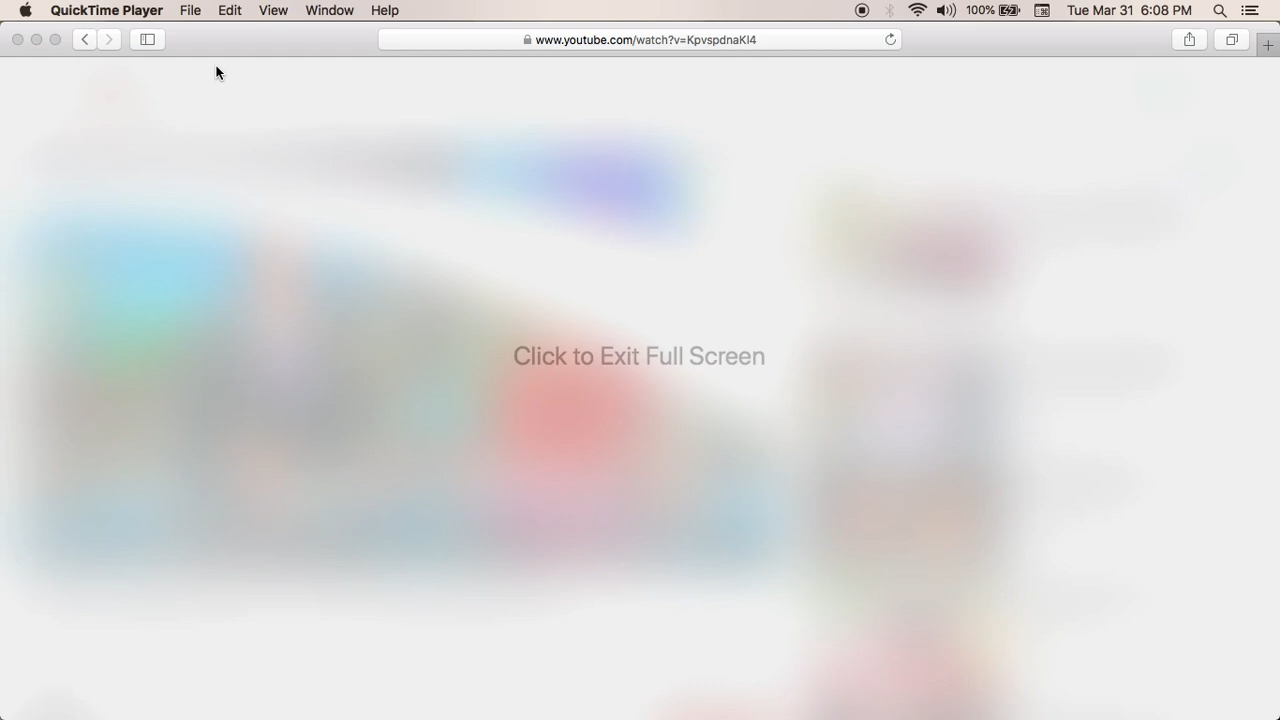 QuickTime Player File Edit View Window Help 100% Tue Mar 31 6:08 PM
www.youtube.com/watch?v=KpvspdnaKI4
Click to Exit Full Screen